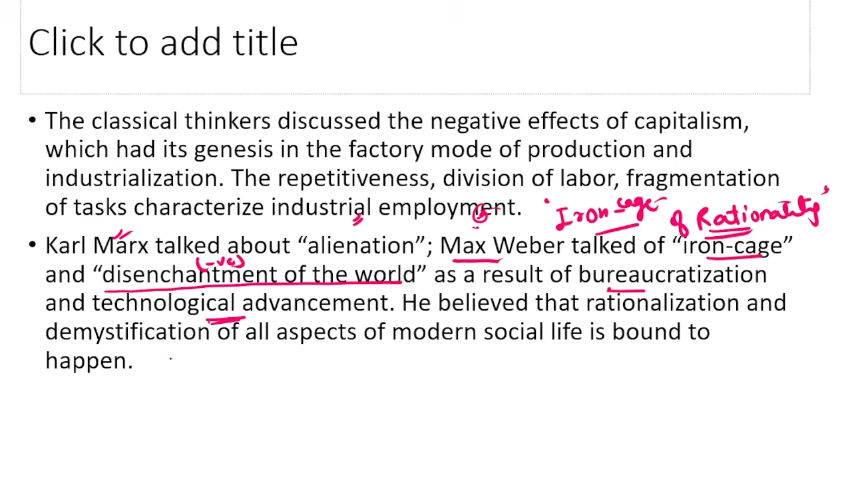 Click to add title
• The classical thinkers discussed the negative effects of capitalism,
which had its genesis in the factory mode of production and
industrialization. The repetitiveness, division of labor, fragmentation
of tasks characterize industrial employment.
"Iron-cage of Rationality"
• Karl Marx talked about “alienation”; Max Weber talked of “iron-cage”
(-ve)
and “disenchantment of the world” as a result of bureaucratization
and technological advancement. He believed that rationalization and
demystification of all aspects of modern social life is bound to
happen.